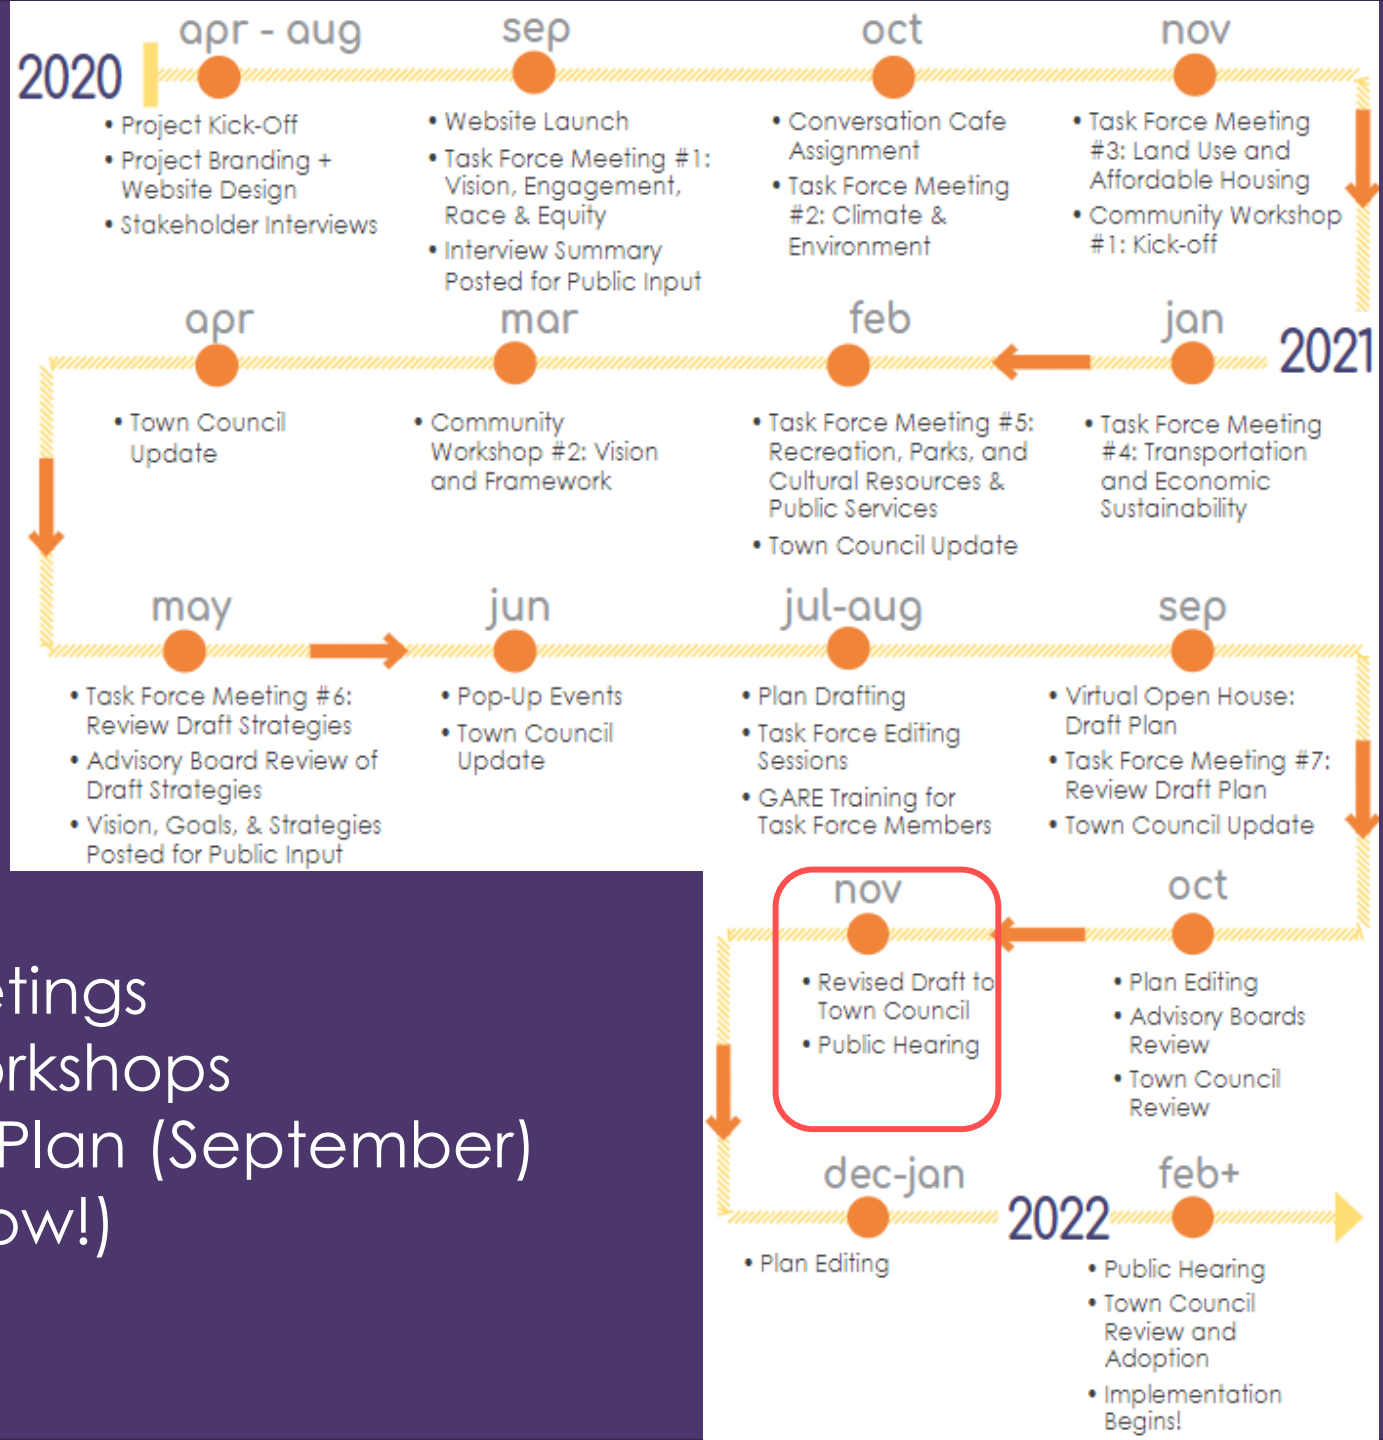 2020
apr - aug
• Project Kick-Off
• Project Branding +
Website Design
• Stakeholder Interviews
sep
• Website Launch
• Task Force Meeting #1:
Vision, Engagement,
Race & Equity
• Interview Summary
Posted for Public Input
oct
• Conversation Cafe
Assignment
• Task Force Meeting
#2: Climate &
Environment
nov
• Task Force Meeting
#3: Land Use and
Affordable Housing
• Community Workshop
#1: Kick-off
2021
jan
• Task Force Meeting
#4: Transportation
and Economic
Sustainability
feb
• Task Force Meeting #5:
Recreation, Parks, and
Cultural Resources &
Public Services
• Town Council Update
mar
• Community
Workshop #2: Vision
and Framework
apr
• Town Council
Update
may
• Task Force Meeting #6:
Review Draft Strategies
• Advisory Board Review of
Draft Strategies
• Vision, Goals, & Strategies
Posted for Public Input
jun
• Pop-Up Events
• Town Council
Update
jul-aug
• Plan Drafting
• Task Force Editing
Sessions
• GARE Training for
Task Force Members
sep
• Virtual Open House:
Draft Plan
• Task Force Meeting #7:
Review Draft Plan
• Town Council Update
oct
• Plan Editing
• Advisory Boards
Review
• Town Council
Review
nov
• Revised Draft to
Town Council
• Public Hearing
dec-jan
• Plan Editing
2022
feb+
• Public Hearing
• Town Council
Review and
Adoption
• Implementation
Begins!
etings
orkshops
Plan (September)
ow!)